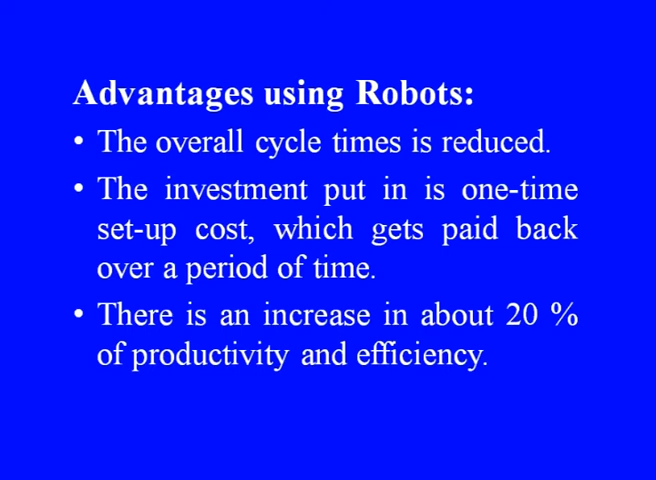 Advantages using Robots:
• The overall cycle times is reduced.
• The investment put in is one-time
set-up cost, which gets paid back
over a period of time.
• There is an increase in about 20 %
of productivity and efficiency.